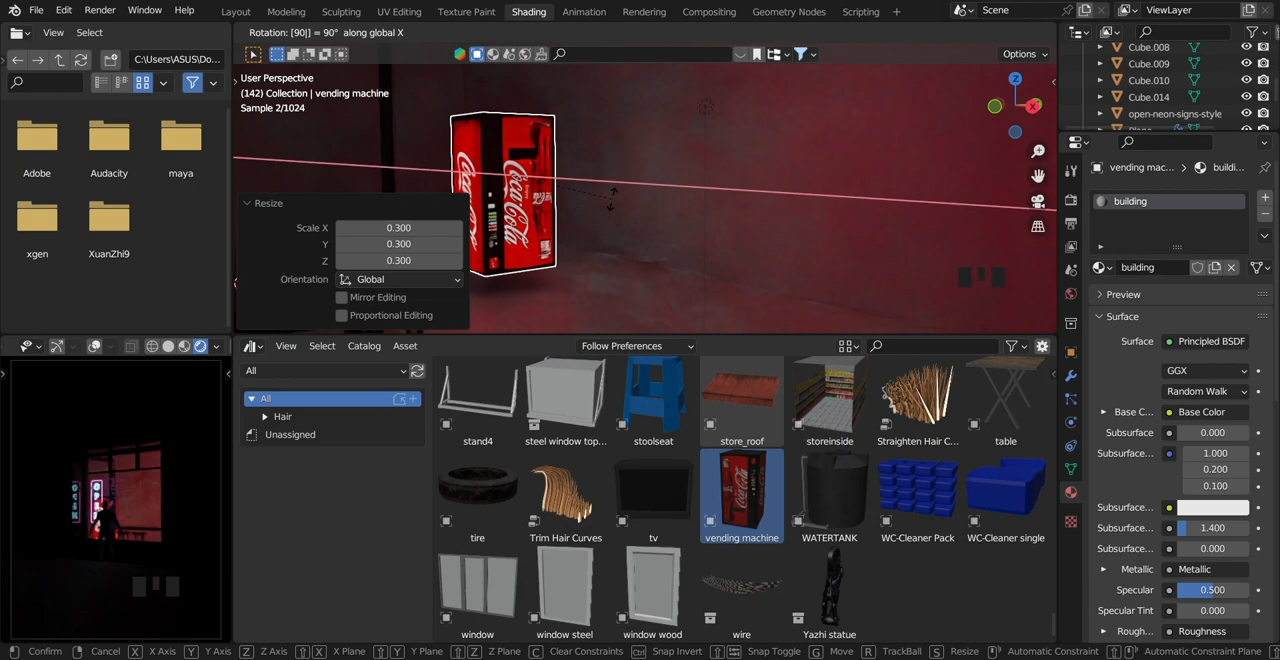 File Edit Render Window Help Layout Modeling Sculpting UV Editing Texture Paint Shading Animation Rendering Compositing Geometry Nodes Scripting + Scene ViewLayer
View Select Rotation: [90|] = 90° along global X
C:\Users\ASUS\Do... Options
User Perspective
(142) Collection | vending machine
Sample 2/1024
Cube.008
Cube.009
Cube.010
Cube.014
open-neon-signs-style
Z
X
Adobe Audacity maya
xgen XuanZhi9
Coca-Cola
Coca-Cola
Resize
Scale X 0.300
Y 0.300
Z 0.300
Orientation Global
Mirror Editing
Proportional Editing
vending mac... > buildi...
building
building
Preview
Surface
Surface Principled BSDF
GGX
Random Walk
Base C... Base Color
Subsurface 0.000
Subsurface... 1.000
0.200
0.100
Subsurface...
Subsurface... 1.400
Subsurface... 0.000
Metallic Metallic
Specular 0.500
Specular Tint 0.000
Rough... Roughness
View Select Catalog Asset Follow Preferences
All
All
Hair
Unassigned
stand4 steel window top... stoolseat store_roof storeinside Straighten Hair C... table
tire Trim Hair Curves tv vending machine WATERTANK WC-Cleaner Pack WC-Cleaner single
window window steel window wood wire Yazhi statue
OPEN
Confirm Cancel X X Axis Y Y Axis Z Z Axis X X Plane Y Y Plane Z Z Plane C Clear Constraints Ctrl Snap Invert Snap Toggle G Move R TrackBall S Resize Automatic Constraint Automatic Constraint Plane